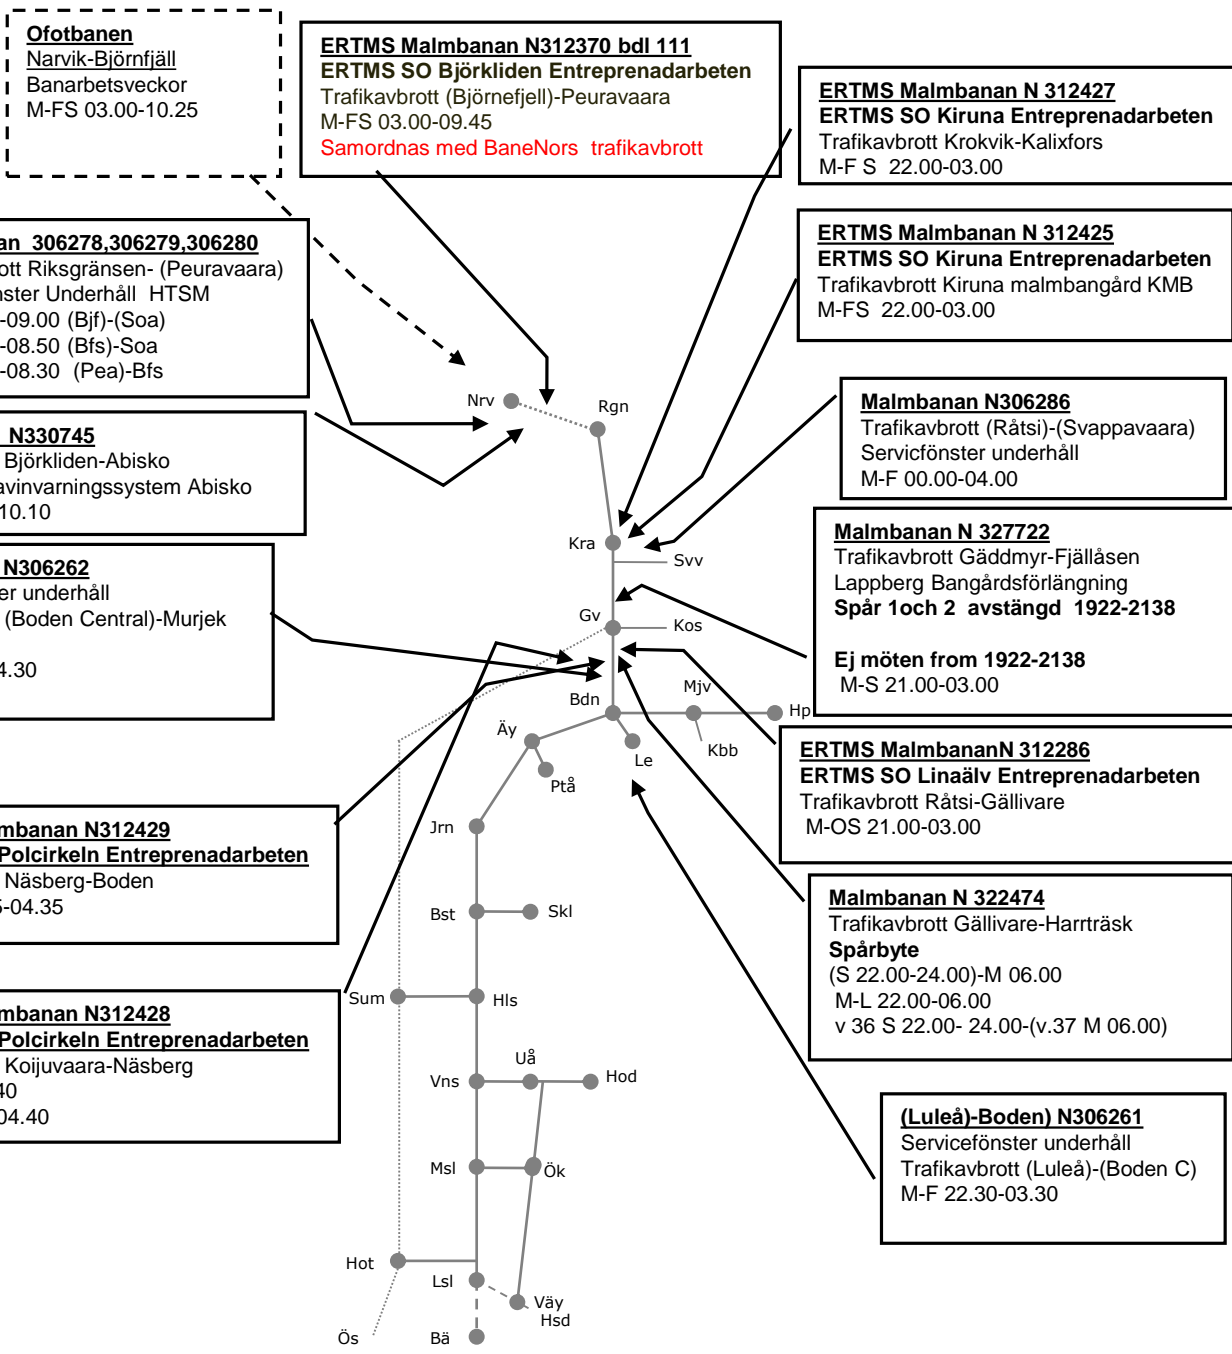 Ofotbanen
Narvik-Björnfjäll
Banarbetsveckor
M-FS 03.00-10.25
ERTMS Malmbanan N312370 bdl 111
ERTMS SO Björkliden Entreprenadarbeten
Trafikavbrott (Björnefjell)-Peuravaara
M-FS 03.00-09.45
Samordnas med BaneNors trafikavbrott
ERTMS Malmbanan N 312427
ERTMS SO Kiruna Entreprenadarbeten
Trafikavbrott Krokvik-Kalixfors
M-F S 22.00-03.00
an 306278,306279,306280
ott Riksgränsen- (Peuravaara)
nster Underhåll HTSM
-09.00 (Bjf)-(Soa)
-08.50 (Bfs)-Soa
-08.30 (Pea)-Bfs
ERTMS Malmbanan N 312425
ERTMS SO Kiruna Entreprenadarbeten
Trafikavbrott Kiruna malmbangård KMB
M-FS 22.00-03.00
N330745
Björkliden-Abisko
avinvarningssystem Abisko
10.10
Malmbanan N306286
Trafikavbrott (Råtsi)-(Svappavaara)
Servicfönster underhåll
M-F 00.00-04.00
N306262
er underhåll
(Boden Central)-Murjek
4.30
Malmbanan N 327722
Trafikavbrott Gäddmyr-Fjällåsen
Lappberg Bangårdsförlängning
Spår 1och 2 avstängd 1922-2138
Ej möten from 1922-2138
M-S 21.00-03.00
ERTMS MalmbananN 312286
ERTMS SO Linaälv Entreprenadarbeten
Trafikavbrott Råtsi-Gällivare
M-OS 21.00-03.00
mbanan N312429
Polcirkeln Entreprenadarbeten
Näsberg-Boden
5-04.35
Malmbanan N 322474
Trafikavbrott Gällivare-Harrträsk
Spårbyte
(S 22.00-24.00)-M 06.00
M-L 22.00-06.00
v 36 S 22.00- 24.00-(v.37 M 06.00)
mbanan N312428
Polcirkeln Entreprenadarbeten
Koijuvaara-Näsberg
40
04.40
(Luleå)-Boden) N306261
Servicefönster underhåll
Trafikavbrott (Luleå)-(Boden C)
M-F 22.30-03.30
Nrv
Rgn
Kra
Svv
Gv
Kos
Bdn
Mjv
Hp
Äy
Le
Kbb
Ptå
Jrn
Bst
Skl
Sum
Hls
Uå
Vns
Hod
Msl
Ök
Hot
Lsl
Väy
Hsd
Ös
Bä